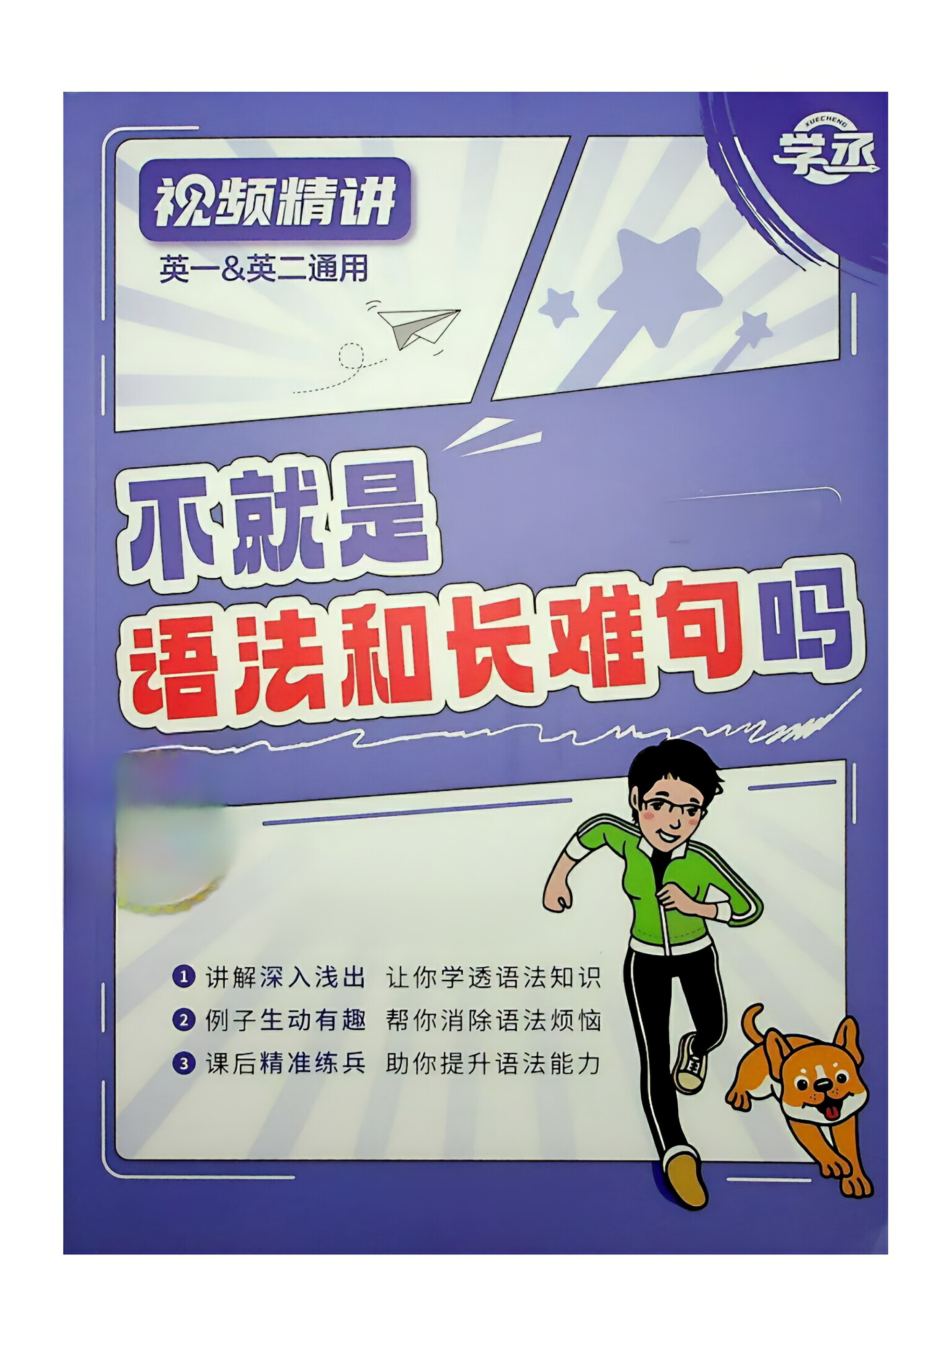 XUECHENG
学丞
视频精讲
英一&英二通用
不就是
语法和长难句吗
1 讲解深入浅出 让你学透语法知识
2 例子生动有趣 帮你消除语法烦恼
3 课后精准练兵 助你提升语法能力